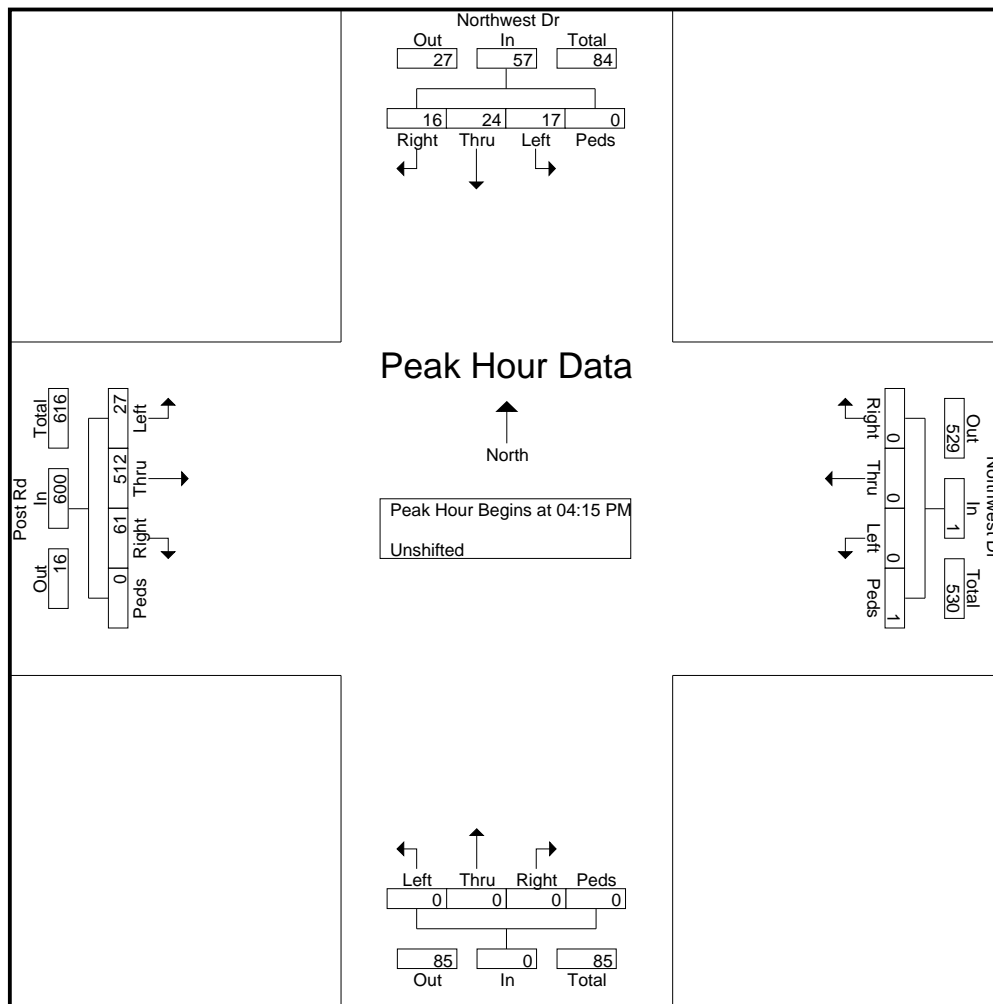 Northwest Dr
Out In Total
27 57 84
16 24 17 0
Right Thru Left Peds
Peak Hour Data
North
Peak Hour Begins at 04:15 PM
Unshifted
Post Rd
Total In Out
616 600 16
27 512 61 0
Left Thru Right Peds
Right Thru Left Peds
0 0 0 1
Out In Total
529 1 530
Northwest Dr
Left Thru Right Peds
0 0 0 0
85 0 85
Out In Total